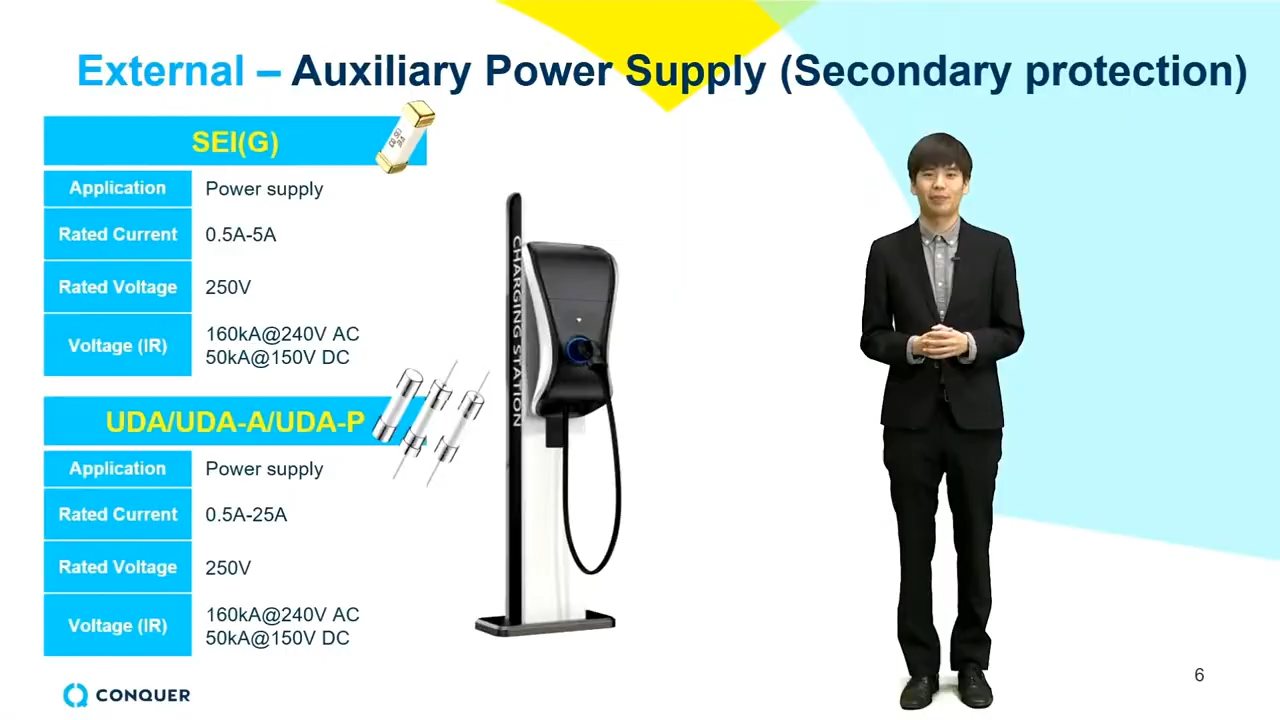 External – Auxiliary Power Supply (Secondary protection)
SEI(G)
Application Power supply
Rated Current 0.5A-5A
Rated Voltage 250V
Voltage (IR) 160kA@240V AC
50kA@150V DC
UDA/UDA-A/UDA-P
Application Power supply
Rated Current 0.5A-25A
Rated Voltage 250V
Voltage (IR) 160kA@240V AC
50kA@150V DC
CHARGING STATION
CONQUER
6